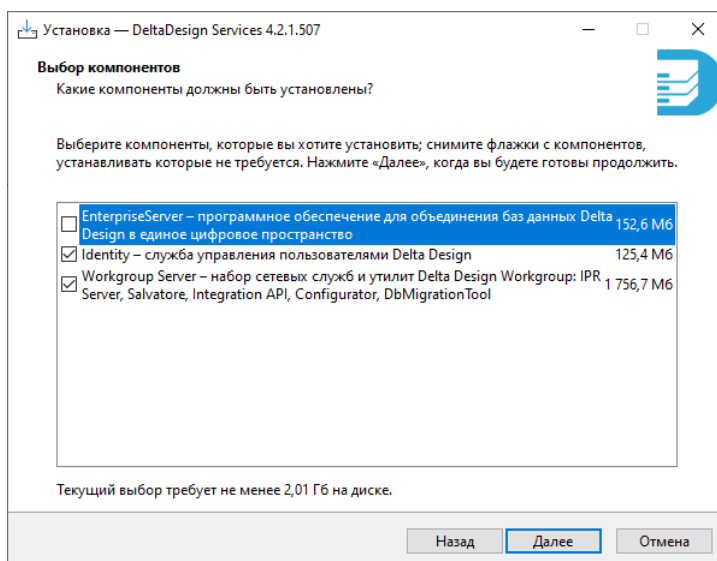 Установка — DeltaDesign Services 4.2.1.507
Выбор компонентов
Какие компоненты должны быть установлены?
Выберите компоненты, которые вы хотите установить; снимите флажки с компонентов,
устанавливать которые не требуется. Нажмите «Далее», когда вы будете готовы продолжить.
EnterpriseServer – программное обеспечение для объединения баз данных Delta 152,6 Мб
Design в единое цифровое пространство
Identity – служба управления пользователями Delta Design 125,4 Мб
Workgroup Server – набор сетевых служб и утилит Delta Design Workgroup: IPR 1 756,7 Мб
Server, Salvatore, Integration API, Configurator, DbMigrationTool
Текущий выбор требует не менее 2,01 Гб на диске.
Назад Далее Отмена